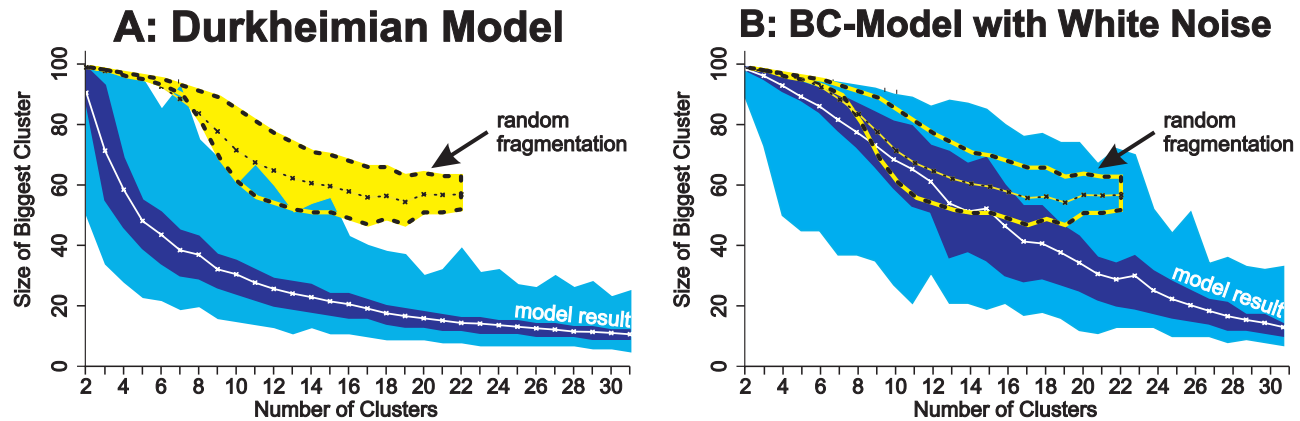 A: Durkheimian Model
Size of Biggest Cluster
100
80
60
40
20
0
random
fragmentation
model result
2 4 6 8 10 12 14 16 18 20 22 24 26 28 30
Number of Clusters
B: BC-Model with White Noise
Size of Biggest Cluster
100
80
60
40
20
0
random
fragmentation
model result
2 4 6 8 10 12 14 16 18 20 22 24 26 28 30
Number of Clusters